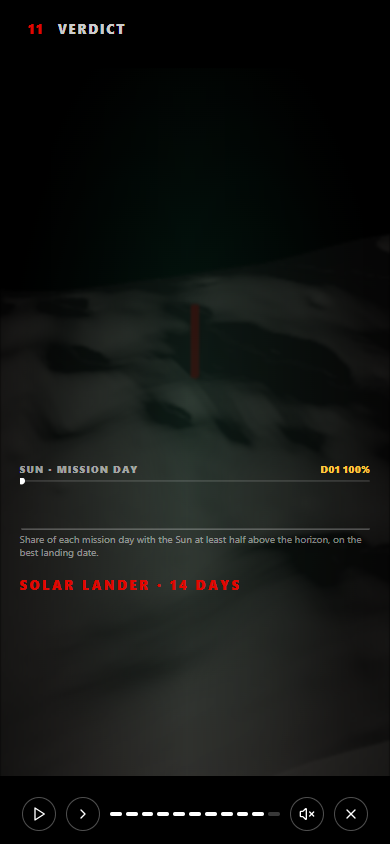 11 VERDICT
SUN · MISSION DAY D01 100%
Share of each mission day with the Sun at least half above the horizon, on the
best landing date.
SOLAR LANDER · 14 DAYS